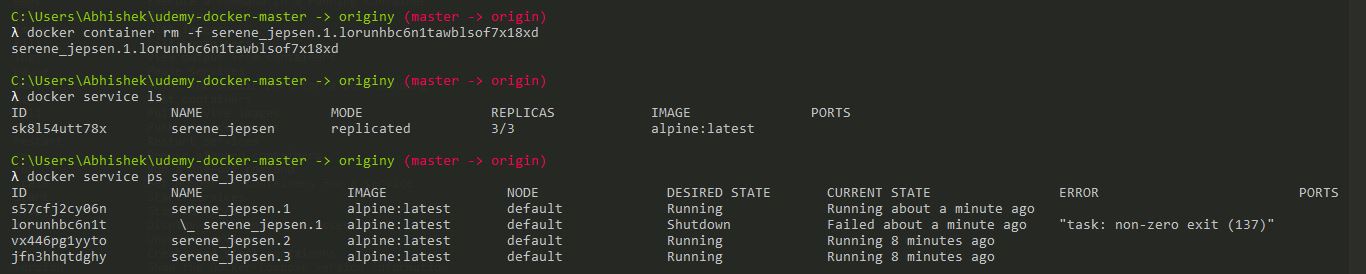 C:\Users\Abhishek\udemy-docker-master -> originy (master -> origin)
λ docker container rm -f serene_jepsen.1.lorunhbc6n1tawblsof7x18xd
serene_jepsen.1.lorunhbc6n1tawblsof7x18xd
C:\Users\Abhishek\udemy-docker-master -> originy (master -> origin)
λ docker service ls
ID NAME MODE REPLICAS IMAGE PORTS
sk8l54utt78x serene_jepsen replicated 3/3 alpine:latest
C:\Users\Abhishek\udemy-docker-master -> originy (master -> origin)
λ docker service ps serene_jepsen
ID NAME IMAGE NODE DESIRED STATE CURRENT STATE ERROR PORTS
s57cfj2cy06n serene_jepsen.1 alpine:latest default Running Running about a minute ago
lorunhbc6n1t \_ serene_jepsen.1 alpine:latest default Shutdown Failed about a minute ago "task: non-zero exit (137)"
vx446pg1yyto serene_jepsen.2 alpine:latest default Running Running 8 minutes ago
jfn3hhqtdghy serene_jepsen.3 alpine:latest default Running Running 8 minutes ago